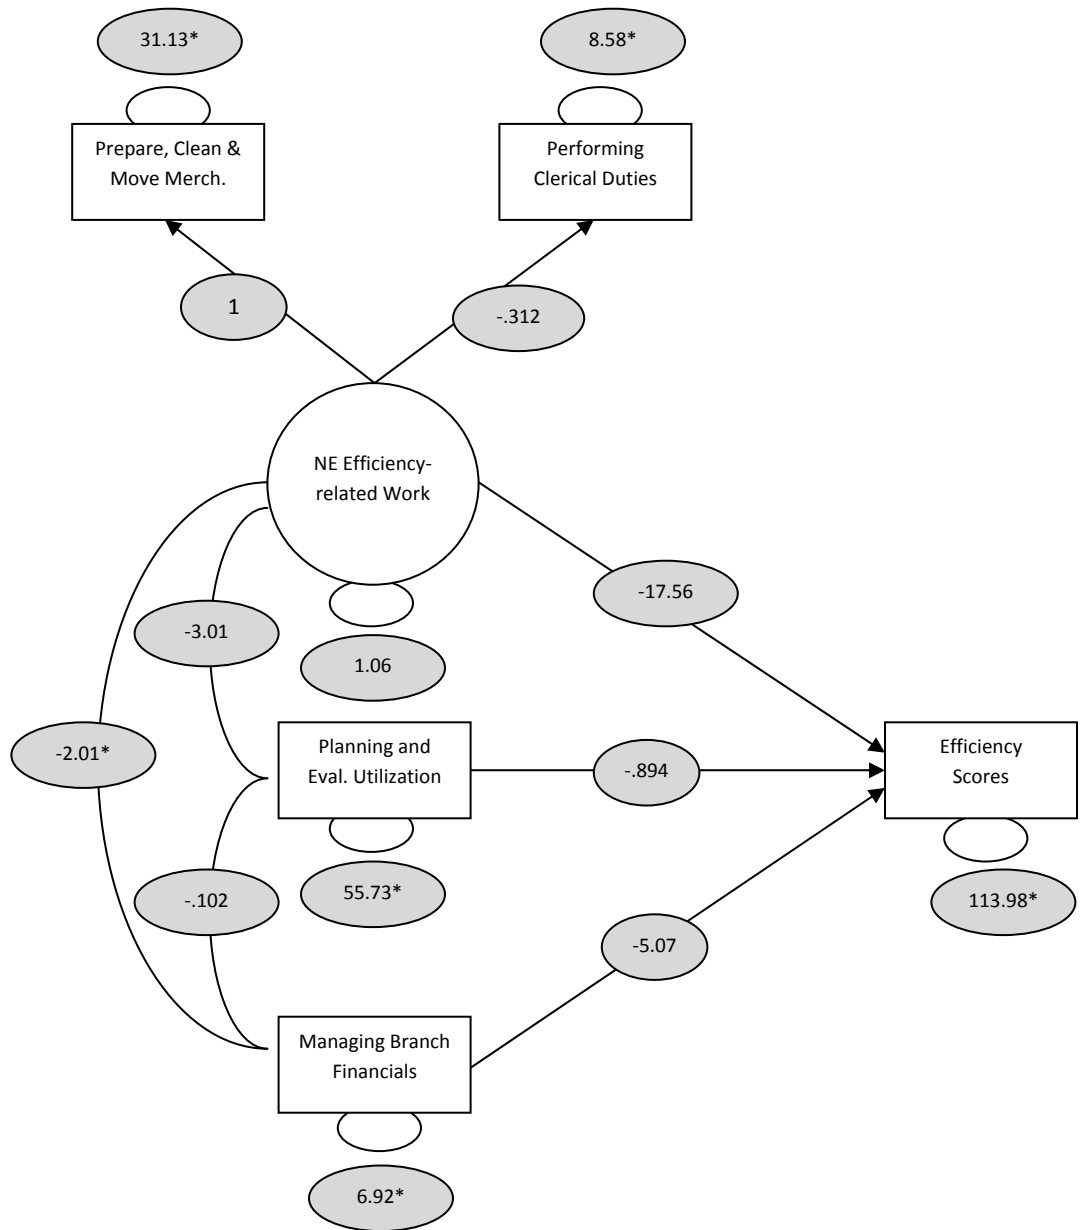 31.13*
8.58*
Prepare, Clean &
Move Merch.
Performing
Clerical Duties
1
-.312
NE Efficiency-
related Work
-17.56
-3.01
1.06
-2.01*
Planning and
Eval. Utilization
-.894
Efficiency
Scores
-.102
55.73*
113.98*
-5.07
Managing Branch
Financials
6.92*